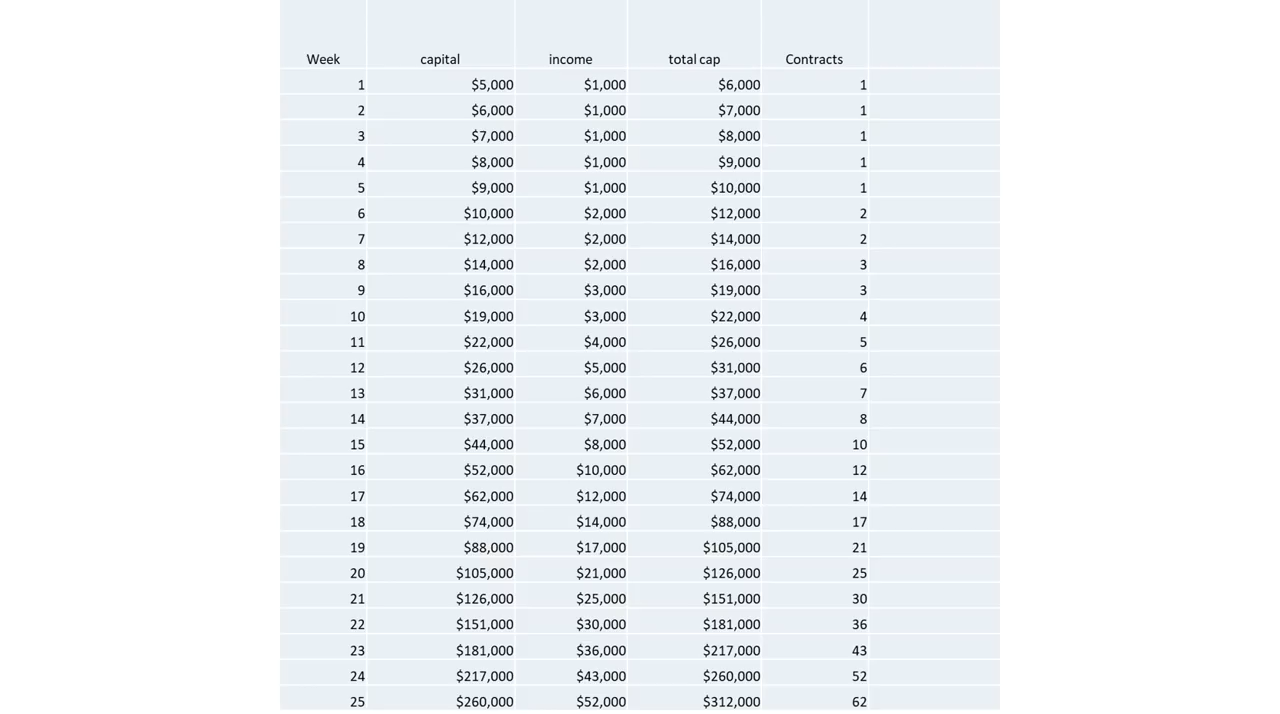 Week capital income total cap Contracts
1 $5,000 $1,000 $6,000 1
2 $6,000 $1,000 $7,000 1
3 $7,000 $1,000 $8,000 1
4 $8,000 $1,000 $9,000 1
5 $9,000 $1,000 $10,000 1
6 $10,000 $2,000 $12,000 2
7 $12,000 $2,000 $14,000 2
8 $14,000 $2,000 $16,000 3
9 $16,000 $3,000 $19,000 3
10 $19,000 $3,000 $22,000 4
11 $22,000 $4,000 $26,000 5
12 $26,000 $5,000 $31,000 6
13 $31,000 $6,000 $37,000 7
14 $37,000 $7,000 $44,000 8
15 $44,000 $8,000 $52,000 10
16 $52,000 $10,000 $62,000 12
17 $62,000 $12,000 $74,000 14
18 $74,000 $14,000 $88,000 17
19 $88,000 $17,000 $105,000 21
20 $105,000 $21,000 $126,000 25
21 $126,000 $25,000 $151,000 30
22 $151,000 $30,000 $181,000 36
23 $181,000 $36,000 $217,000 43
24 $217,000 $43,000 $260,000 52
25 $260,000 $52,000 $312,000 62